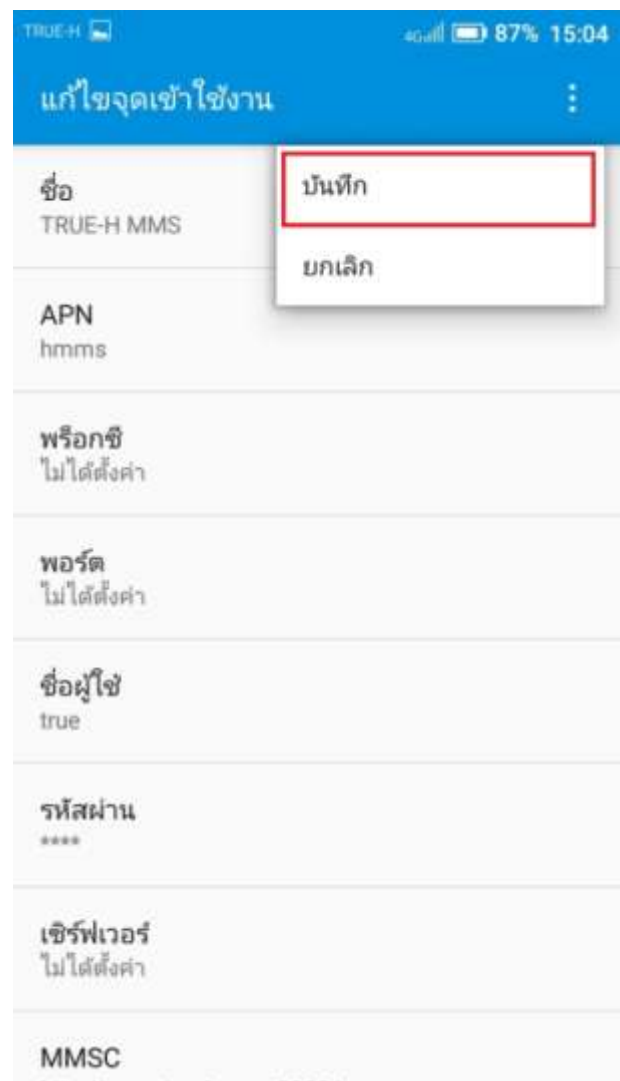 TRUE-H 4G 87% 15:04
แก้ไขจุดเข้าใช้งาน
บันทึก
ยกเลิก
ชื่อ
TRUE-H MMS
APN
hmms
พร็อกซี
ไม่ได้ตั้งค่า
พอร์ต
ไม่ได้ตั้งค่า
ชื่อผู้ใช้
true
รหัสผ่าน
****
เซิร์ฟเวอร์
ไม่ได้ตั้งค่า
MMSC